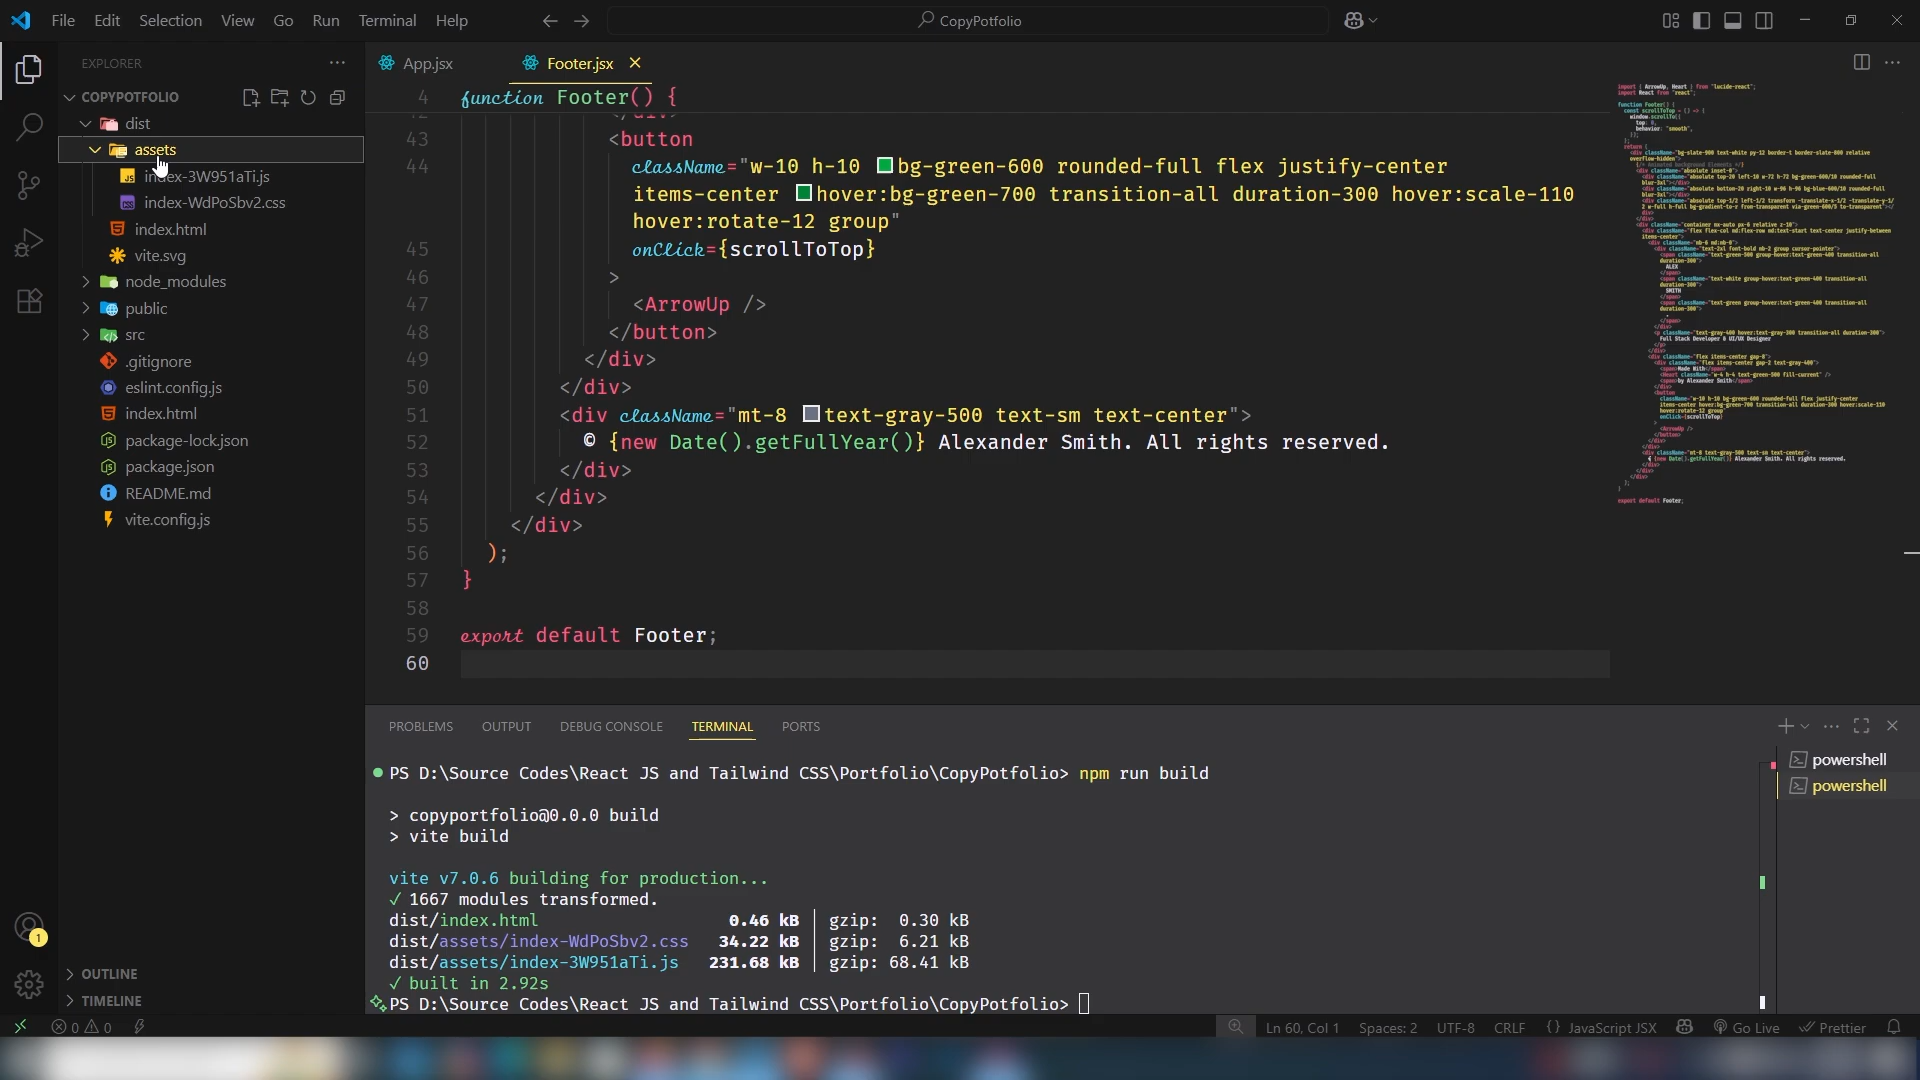 File Edit Selection View Go Run Terminal Help
CopyPotfolio
EXPLORER
COPYPOTFOLIO
dist
assets
index-3W951aTi.js
index-WdPoSbv2.css
index.html
vite.svg
node_modules
public
src
.gitignore
eslint.config.js
index.html
package-lock.json
package.json
README.md
vite.config.js
OUTLINE
TIMELINE
1
App.jsx
Footer.jsx
4 function Footer() {
43 <button
44 className="w-10 h-10 bg-green-600 rounded-full flex justify-center
items-center hover:bg-green-700 transition-all duration-300 hover:scale-110
hover:rotate-12 group"
45 onClick={scrollToTop}
46 >
47 <ArrowUp />
48 </button>
49 </div>
50 </div>
51 <div className="mt-8 text-gray-500 text-sm text-center">
52 © {new Date().getFullYear()} Alexander Smith. All rights reserved.
53 </div>
54 </div>
55 </div>
56 );
57 }
58
59 export default Footer;
60
PROBLEMS OUTPUT DEBUG CONSOLE TERMINAL PORTS
PS D:\Source Codes\React JS and Tailwind CSS\Portfolio\CopyPotfolio> npm run build
> copyportfolio@0.0.0 build
> vite build
vite v7.0.6 building for production...
✓ 1667 modules transformed.
dist/index.html 0.46 kB │ gzip: 0.30 kB
dist/assets/index-WdPoSbv2.css 34.22 kB │ gzip: 6.21 kB
dist/assets/index-3W951aTi.js 231.68 kB │ gzip: 68.41 kB
✓ built in 2.92s
PS D:\Source Codes\React JS and Tailwind CSS\Portfolio\CopyPotfolio>
powershell
powershell
0 0
Ln 60, Col 1 Spaces: 2 UTF-8 CRLF {} JavaScript JSX Go Live Prettier